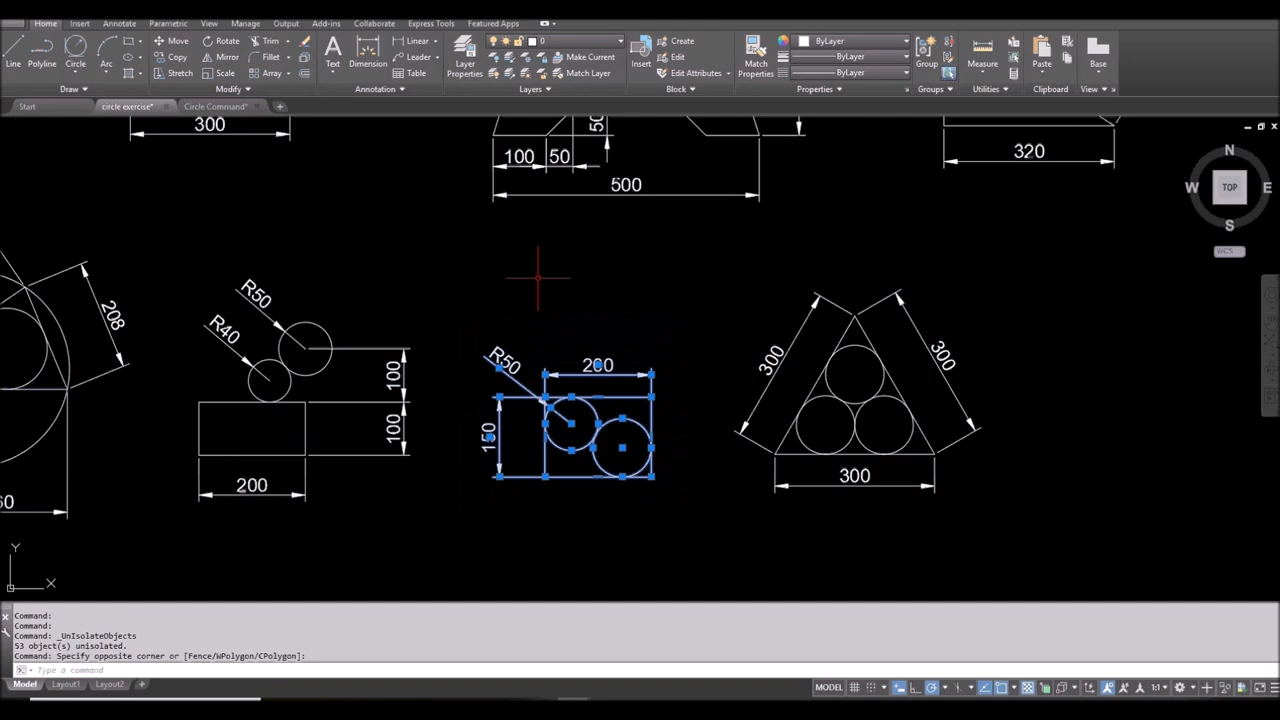 Home Insert Annotate Parametric View Manage Output Add-ins Collaborate Express Tools Featured Apps
Move Rotate Trim Linear 0 Create ByLayer
Line Polyline Circle Arc Copy Mirror Fillet Text Dimension Leader Layer Properties Make Current Insert Edit Match Properties ByLayer Group Measure Paste Base
Stretch Scale Array Table Match Layer Edit Attributes ByLayer
Draw Modify Annotation Layers Block Properties Groups Utilities Clipboard View
Start circle exercise* Circle Command*
300
50
100 50
500
320
N
W TOP E
S
WCS
208
R50
R40
100
100
200
R50
200
150
300
300
300
60
Y
X
Command:
Command:
Command: _UnIsolateObjects
53 object(s) unisolated.
Command: Specify opposite corner or [Fence/WPolygon/CPolygon]:
Type a command
Model Layout1 Layout2
MODEL 1:1